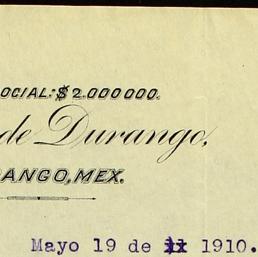 OCIAL:$2.000000.
de Durango,
ANGO, MEX.
Mayo 19 de 1910.